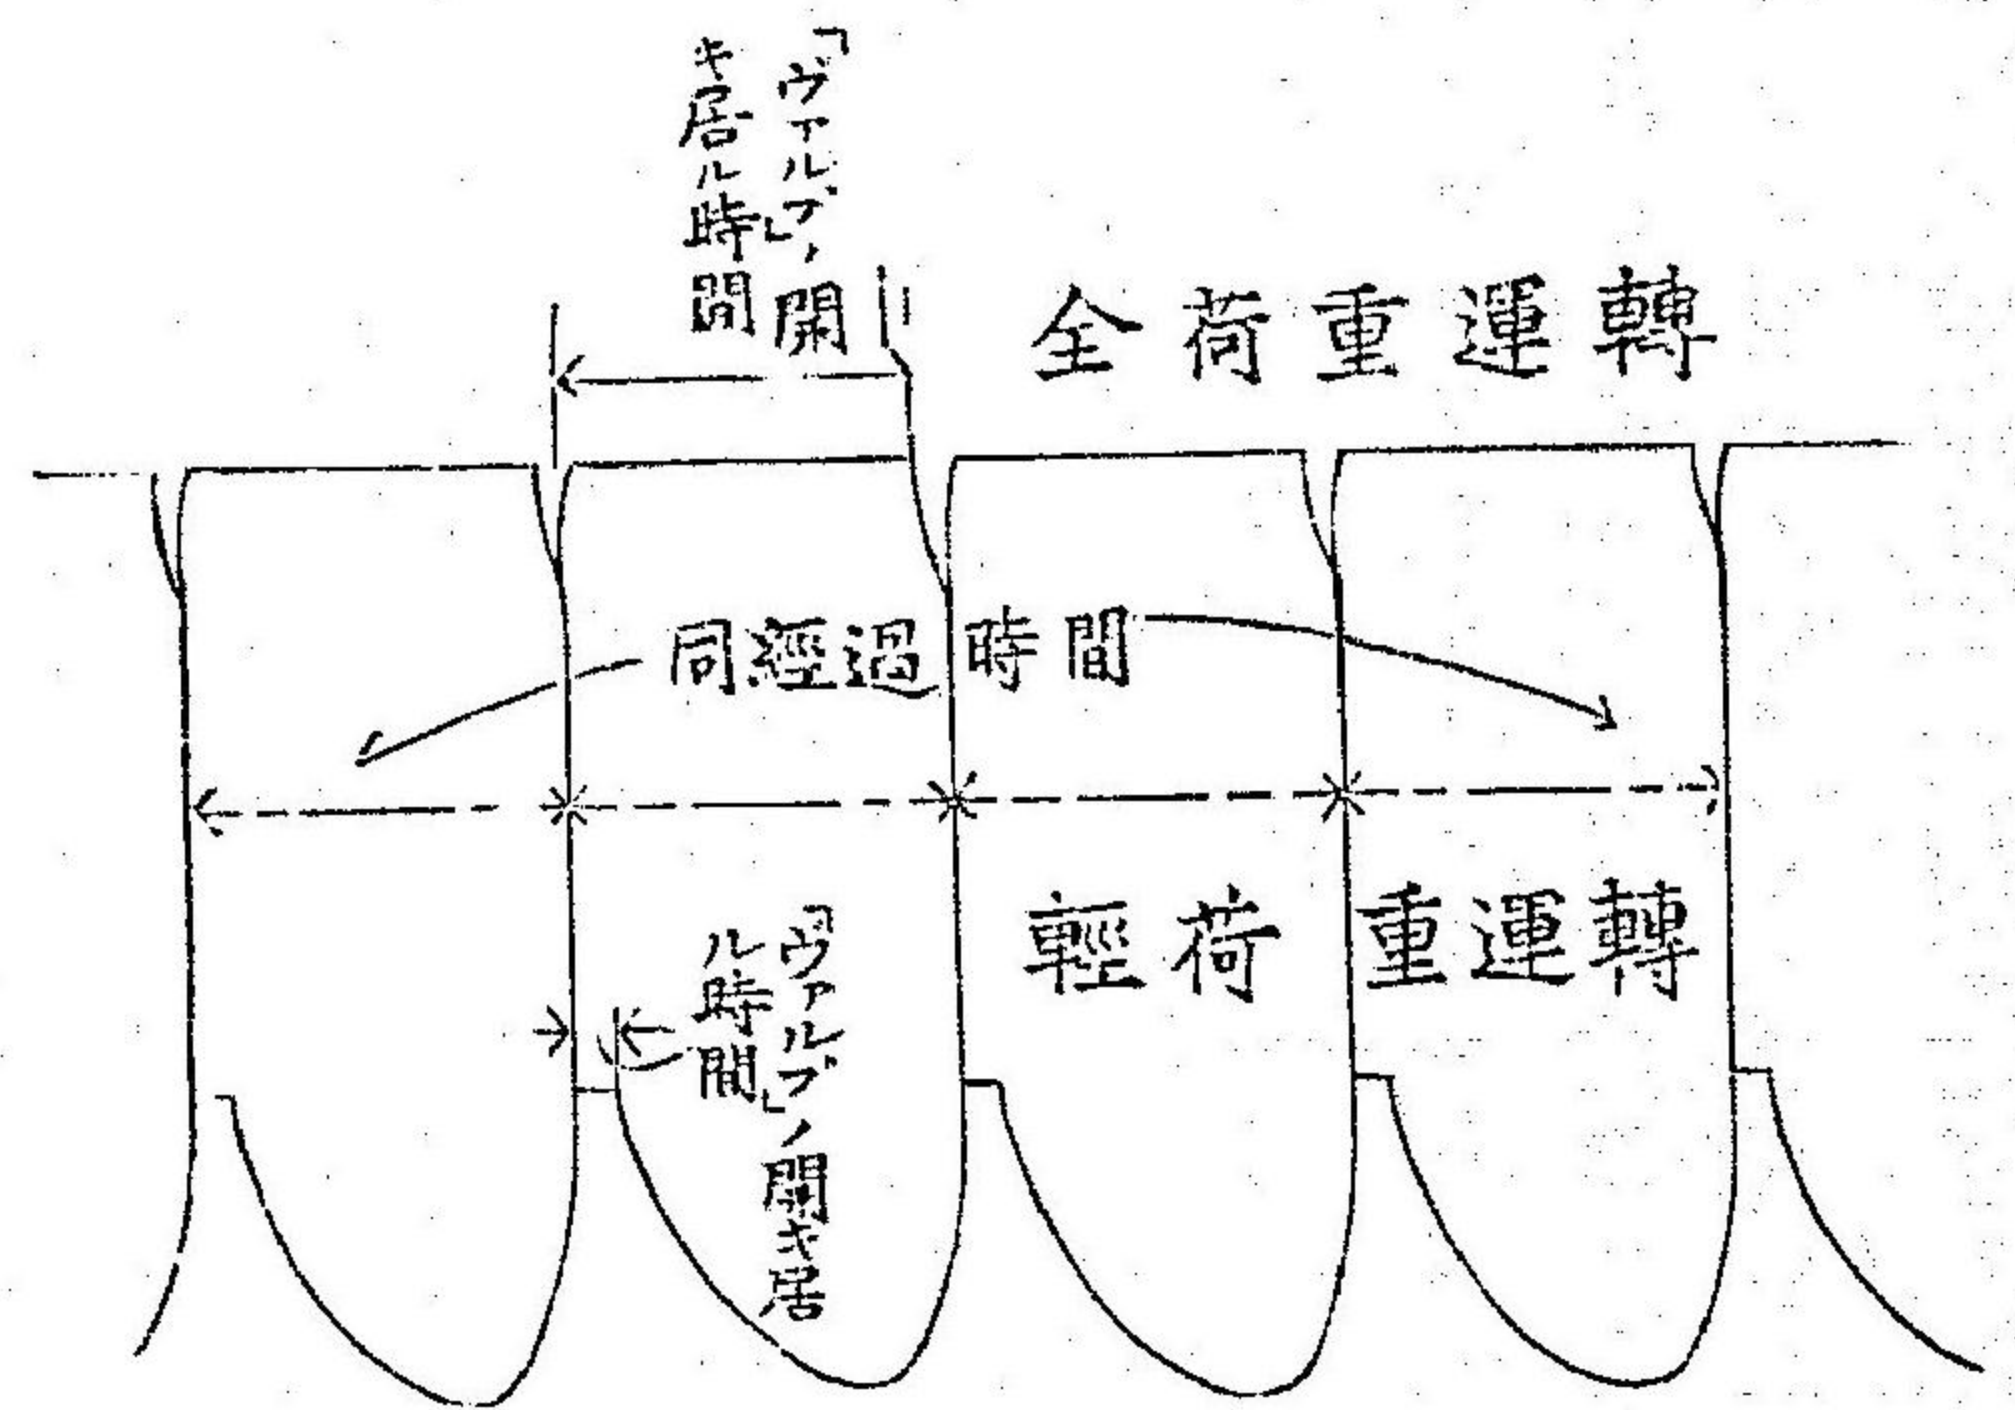 「ヴァルブ」ノ開
キ居ル時間
全荷重運轉
同經過時間
輕荷重運轉
「ヴァルブ」ノ開キ居
ル時間